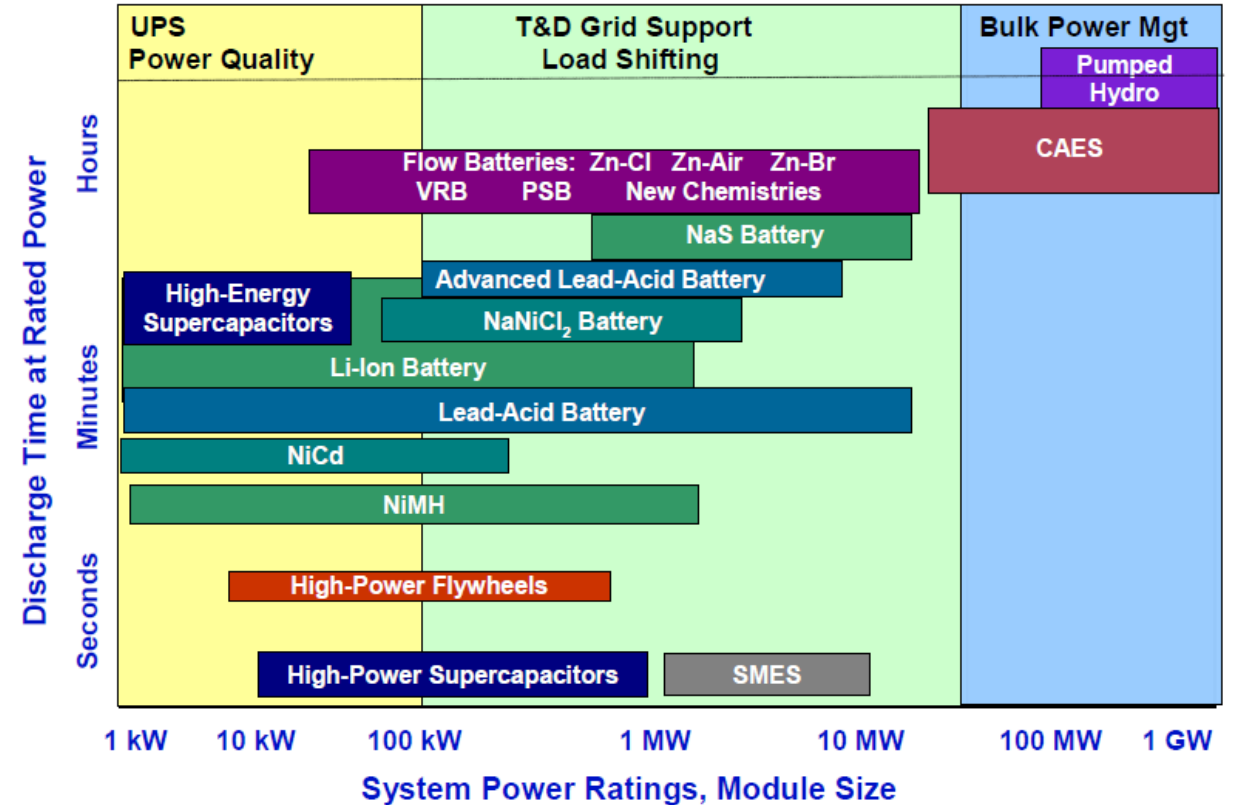 UPS
Power Quality
T&D Grid Support
Load Shifting
Bulk Power Mgt
Pumped
Hydro
CAES
Flow Batteries: Zn-Cl Zn-Air Zn-Br
VRB PSB New Chemistries
NaS Battery
Advanced Lead-Acid Battery
High-Energy
Supercapacitors
NaNiCl₂ Battery
Li-Ion Battery
Lead-Acid Battery
NiCd
NiMH
High-Power Flywheels
High-Power Supercapacitors
SMES
Discharge Time at Rated Power
Hours
Minutes
Seconds
1 kW 10 kW 100 kW 1 MW 10 MW 100 MW 1 GW
System Power Ratings, Module Size